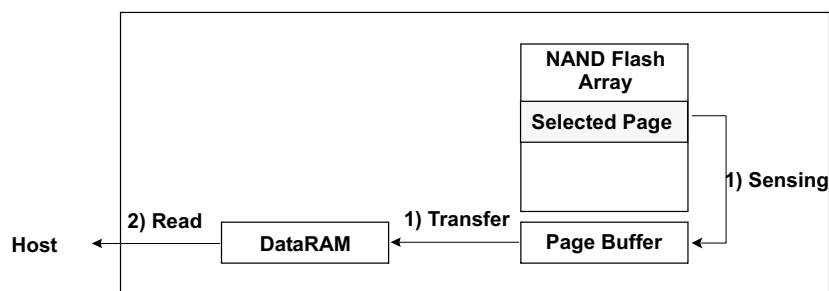 NAND Flash
Array
Selected Page
1) Sensing
2) Read
1) Transfer
Host
DataRAM
Page Buffer